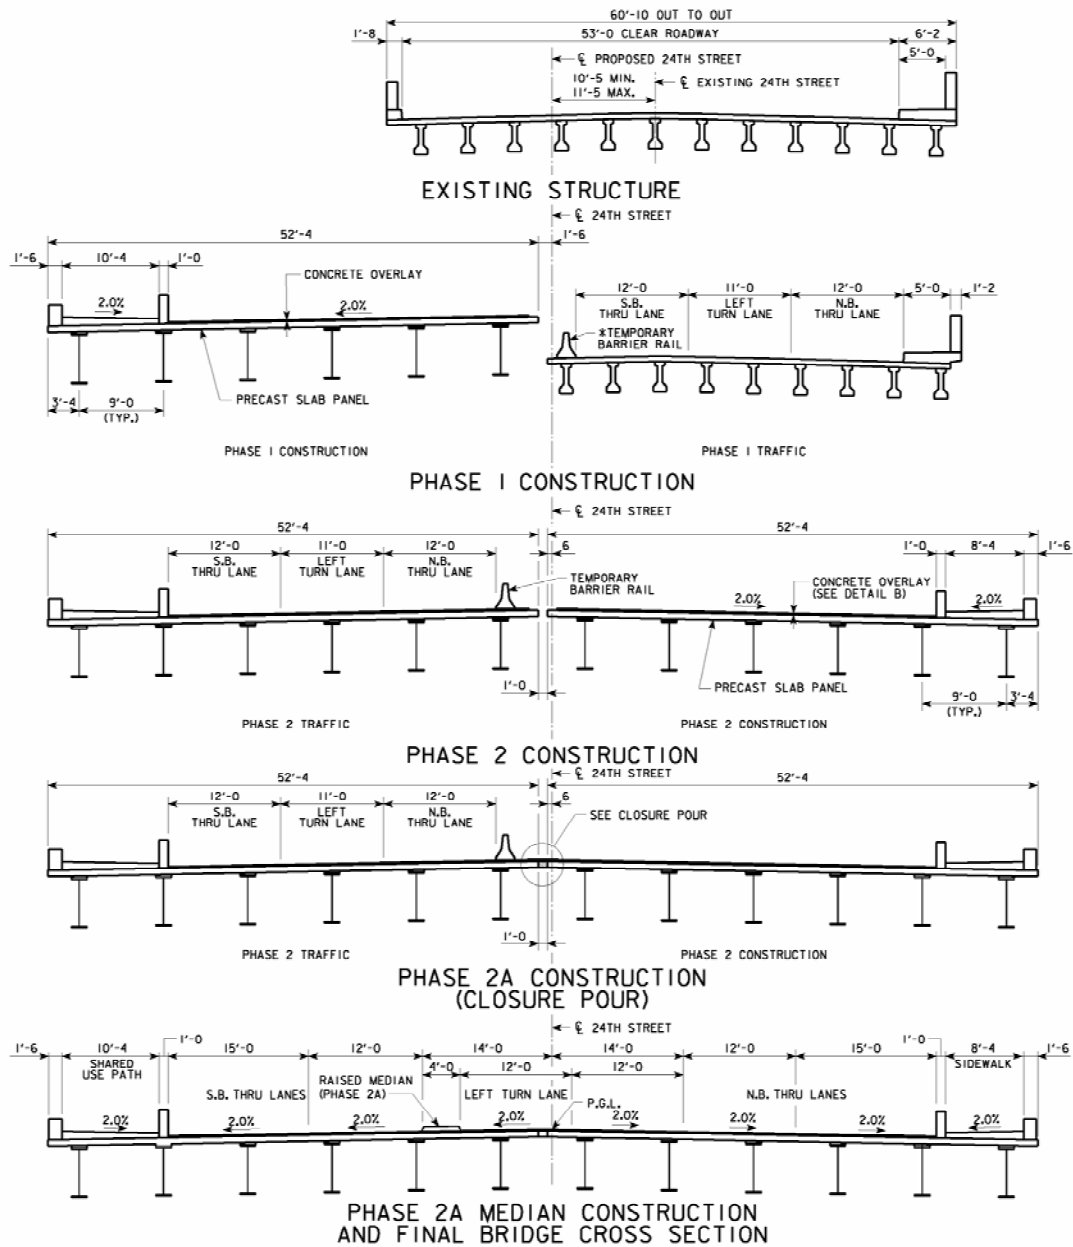 60'-10 OUT TO OUT
1'-8
53'-0 CLEAR ROADWAY
6'-2
5'-0
℄ PROPOSED 24TH STREET
10'-5 MIN.
11'-5 MAX.
℄ EXISTING 24TH STREET
EXISTING STRUCTURE
℄ 24TH STREET
52'-4
1'-6
1'-6
10'-4
1'-0
CONCRETE OVERLAY
2.0%
2.0%
12'-0
11'-0
12'-0
5'-0
1'-2
S.B.
THRU LANE
LEFT
TURN LANE
N.B.
THRU LANE
*TEMPORARY
BARRIER RAIL
PRECAST SLAB PANEL
3'-4
9'-0
(TYP.)
PHASE 1 CONSTRUCTION
PHASE 1 TRAFFIC
PHASE 1 CONSTRUCTION
℄ 24TH STREET
52'-4
52'-4
12'-0
11'-0
12'-0
6
1'-0
8'-4
1'-6
S.B.
THRU LANE
LEFT
TURN LANE
N.B.
THRU LANE
TEMPORARY
BARRIER RAIL
CONCRETE OVERLAY
(SEE DETAIL B)
2.0%
2.0%
1'-0
PRECAST SLAB PANEL
9'-0
(TYP.)
3'-4
PHASE 2 TRAFFIC
PHASE 2 CONSTRUCTION
PHASE 2 CONSTRUCTION
℄ 24TH STREET
52'-4
52'-4
12'-0
11'-0
12'-0
6
S.B.
THRU LANE
LEFT
TURN LANE
N.B.
THRU LANE
SEE CLOSURE POUR
1'-0
PHASE 2 TRAFFIC
PHASE 2 CONSTRUCTION
PHASE 2A CONSTRUCTION
(CLOSURE POUR)
℄ 24TH STREET
1'-6
10'-4
1'-0
15'-0
12'-0
14'-0
14'-0
12'-0
15'-0
1'-0
8'-4
1'-6
SHARED
USE PATH
4'-0
12'-0
12'-0
SIDEWALK
S.B. THRU LANES
RAISED MEDIAN
(PHASE 2A)
LEFT TURN LANE
N.B. THRU LANES
P.G.L.
2.0%
2.0%
2.0%
2.0%
2.0%
2.0%
2.0%
2.0%
PHASE 2A MEDIAN CONSTRUCTION
AND FINAL BRIDGE CROSS SECTION